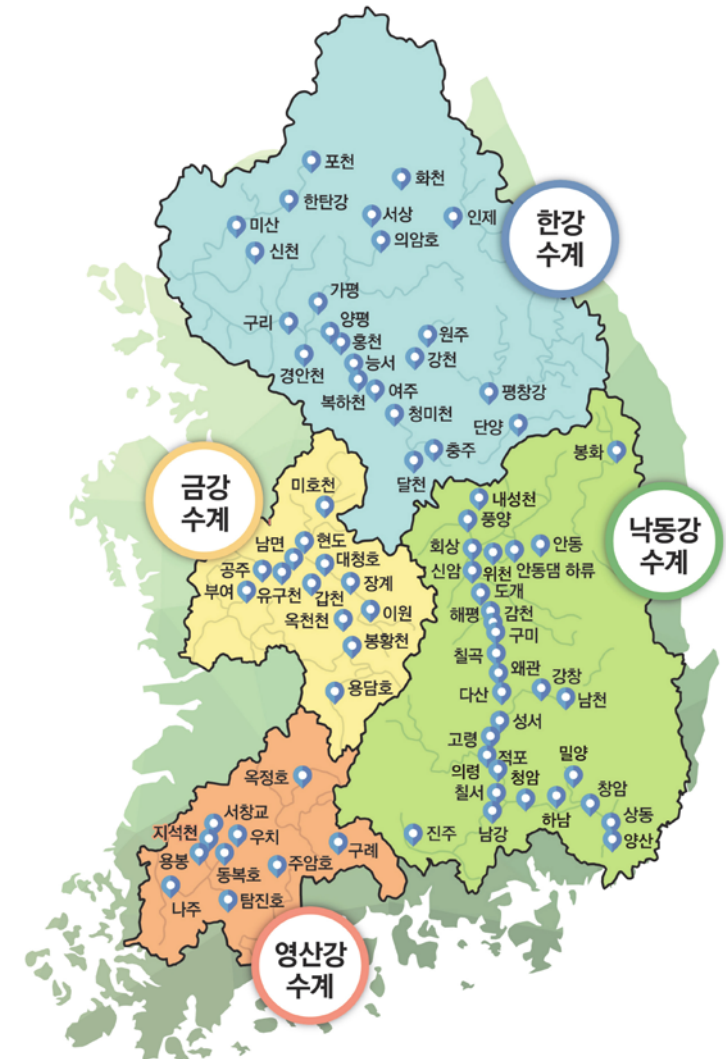 포천
화천
한탄강
서상
인제
미산
의암호
신천
한강
수계
가평
구리
양평
홍천
원주
경안천
능서
강천
복하천
여주
평창강
청미천
단양
충주
달천
봉화
금강
수계
미호천
내성천
풍양
낙동강
수계
남면
현도
대청호
회상
안동
공주
신암
위천
안동댐 하류
부여
유구천
갑천
장계
도개
옥천천
이원
해평
감천
구미
봉황천
칠곡
왜관
강창
용담호
다산
남천
성서
고령
적포
밀양
옥정호
의령
청암
칠서
창암
서창교
하남
상동
지석천
우치
진주
남강
양산
용봉
동복호
주암호
구례
나주
탐진호
영산강
수계